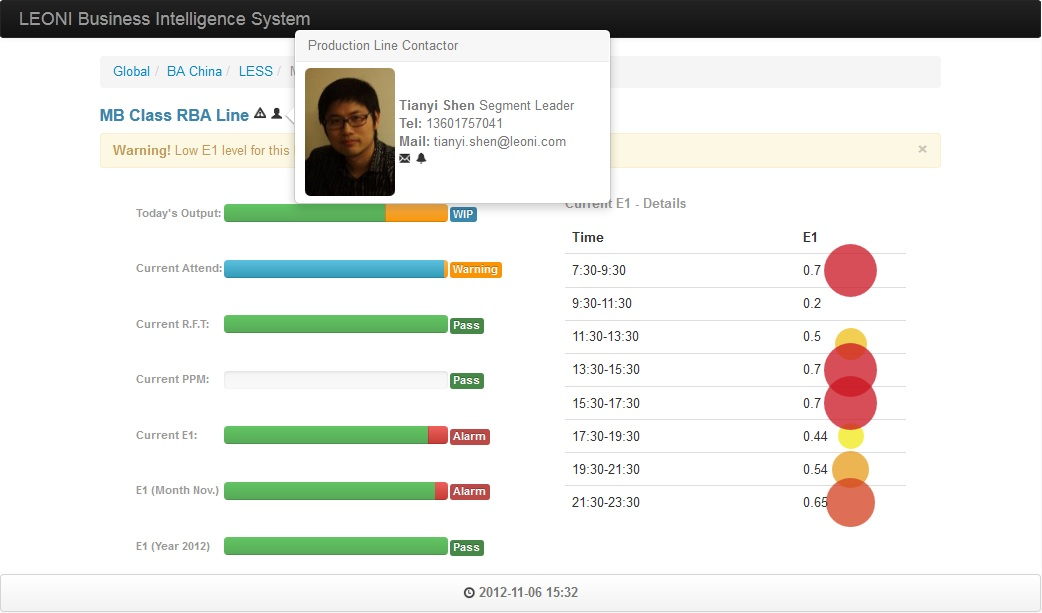 LEONI Business Intelligence System
Production Line Contactor
Global / BA China / LESS /
MB Class RBA Line
Tianyi Shen Segment Leader
Tel: 13601757041
Mail: tianyi.shen@leoni.com
Warning! Low E1 level for this
×
Today's Output: WIP
Current Attend: Warning
Current R.F.T: Pass
Current PPM: Pass
Current E1: Alarm
E1 (Month Nov.) Alarm
E1 (Year 2012) Pass
Current E1 - Details
Time E1
7:30-9:30 0.7
9:30-11:30 0.2
11:30-13:30 0.5
13:30-15:30 0.7
15:30-17:30 0.7
17:30-19:30 0.44
19:30-21:30 0.54
21:30-23:30 0.65
2012-11-06 15:32